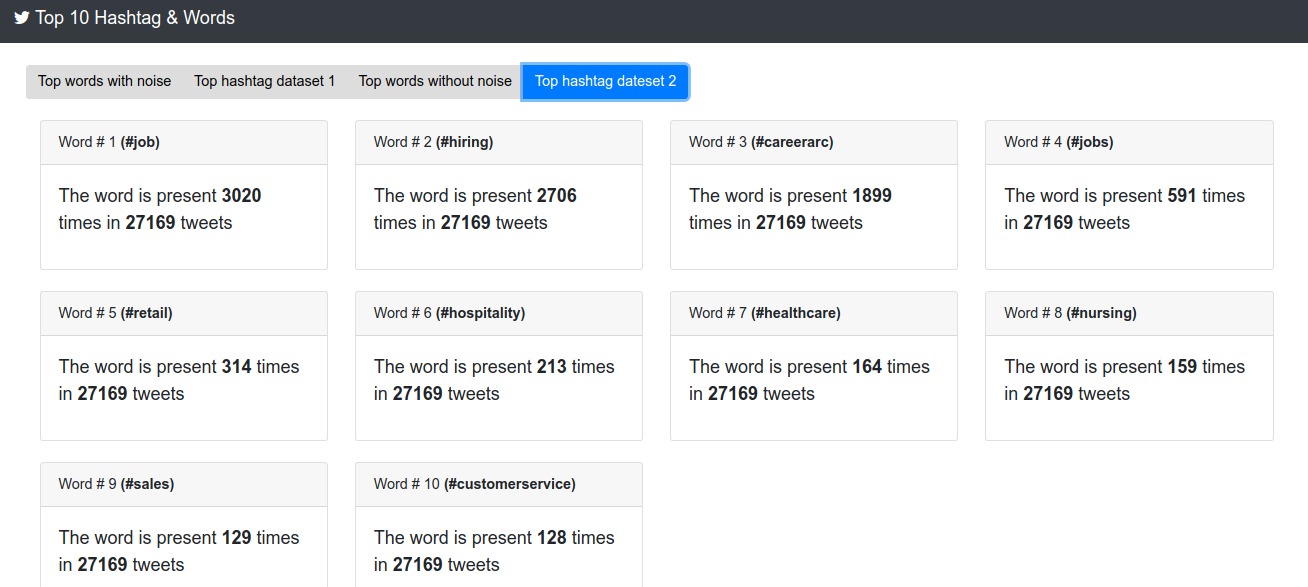 Top 10 Hashtag & Words
Top words with noise Top hashtag dataset 1 Top words without noise Top hashtag dateset 2
Word # 1 (#job)
The word is present 3020
times in 27169 tweets
Word # 2 (#hiring)
The word is present 2706
times in 27169 tweets
Word # 3 (#careerarc)
The word is present 1899
times in 27169 tweets
Word # 4 (#jobs)
The word is present 591 times
in 27169 tweets
Word # 5 (#retail)
The word is present 314 times
in 27169 tweets
Word # 6 (#hospitality)
The word is present 213 times
in 27169 tweets
Word # 7 (#healthcare)
The word is present 164 times
in 27169 tweets
Word # 8 (#nursing)
The word is present 159 times
in 27169 tweets
Word # 9 (#sales)
The word is present 129 times
in 27169 tweets
Word # 10 (#customerservice)
The word is present 128 times
in 27169 tweets